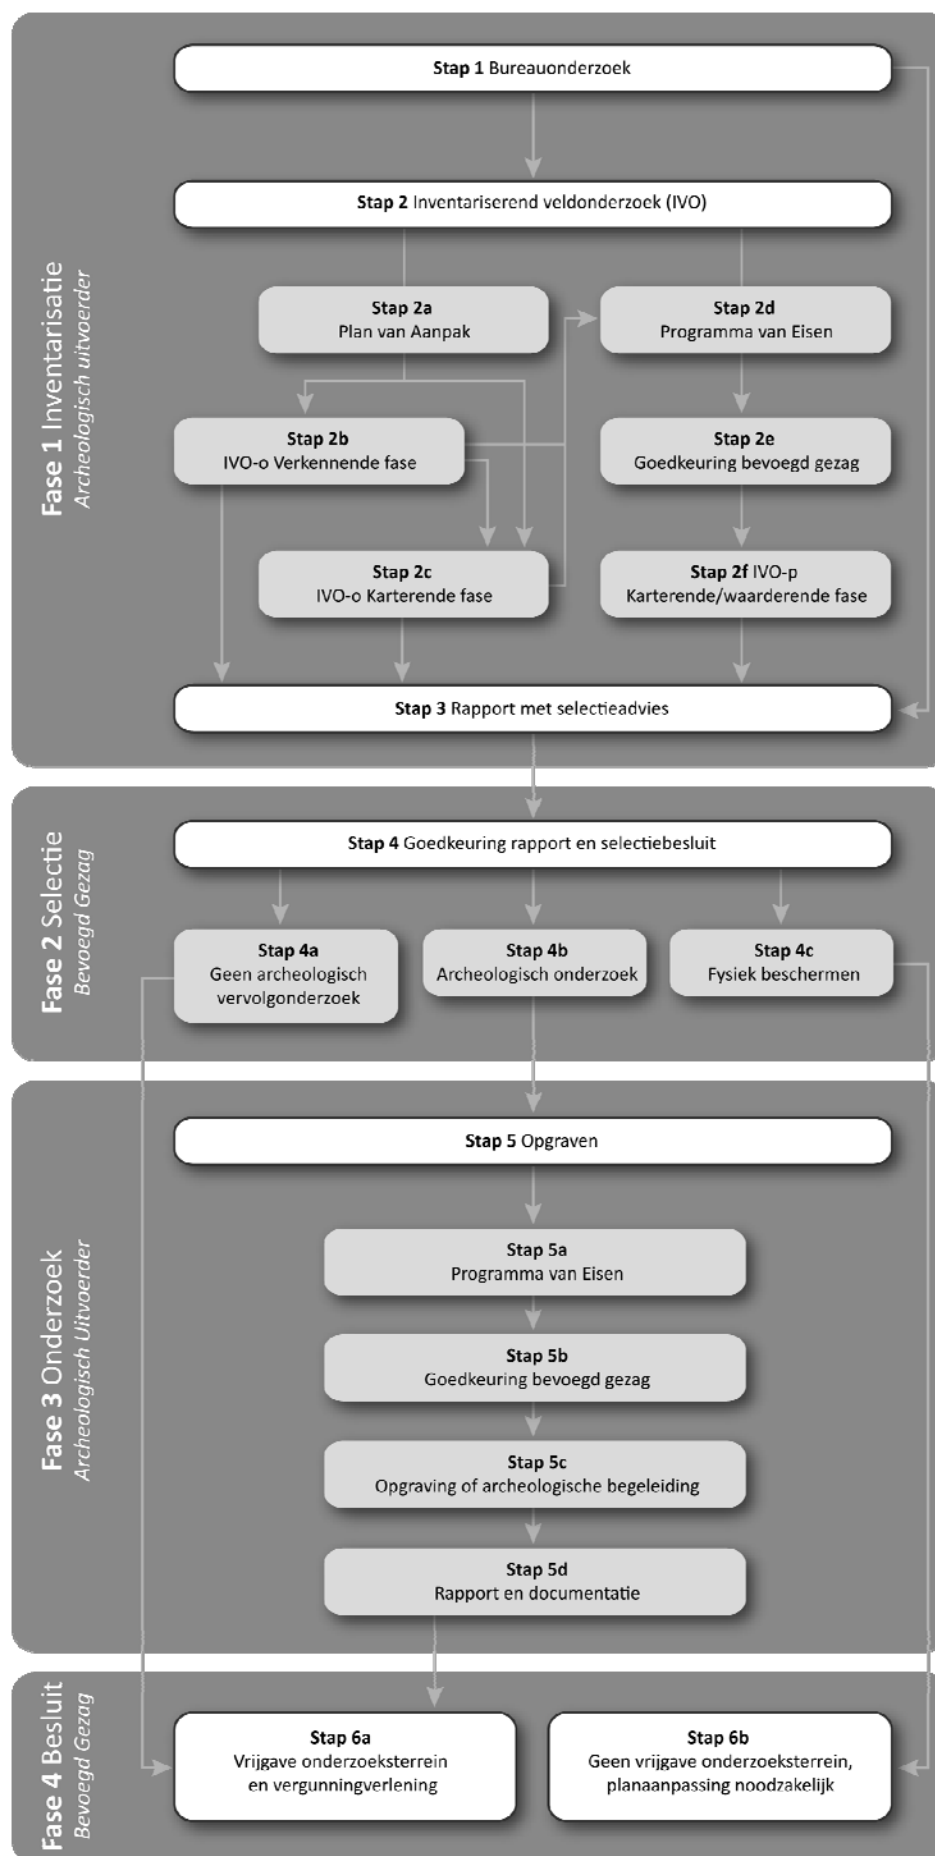 Fase 1 Inventarisatie
Archeologisch uitvoerder
Stap 1 Bureauonderzoek
Stap 2 Inventariserend veldonderzoek (IVO)
Stap 2a
Plan van Aanpak
Stap 2d
Programma van Eisen
Stap 2b
IVO-o Verkennende fase
Stap 2e
Goedkeuring bevoegd gezag
Stap 2c
IVO-o Karterende fase
Stap 2f IVO-p
Karterende/waarderende fase
Stap 3 Rapport met selectieadvies
Fase 2 Selectie
Bevoegd Gezag
Stap 4 Goedkeuring rapport en selectiebesluit
Stap 4a
Geen archeologisch
vervolgonderzoek
Stap 4b
Archeologisch onderzoek
Stap 4c
Fysiek beschermen
Fase 3 Onderzoek
Archeologisch Uitvoerder
Stap 5 Opgraven
Stap 5a
Programma van Eisen
Stap 5b
Goedkeuring bevoegd gezag
Stap 5c
Opgraving of archeologische begeleiding
Stap 5d
Rapport en documentatie
Fase 4 Besluit
Bevoegd Gezag
Stap 6a
Vrijgave onderzoeksterrein
en vergunningverlening
Stap 6b
Geen vrijgave onderzoeksterrein,
planaanpassing noodzakelijk